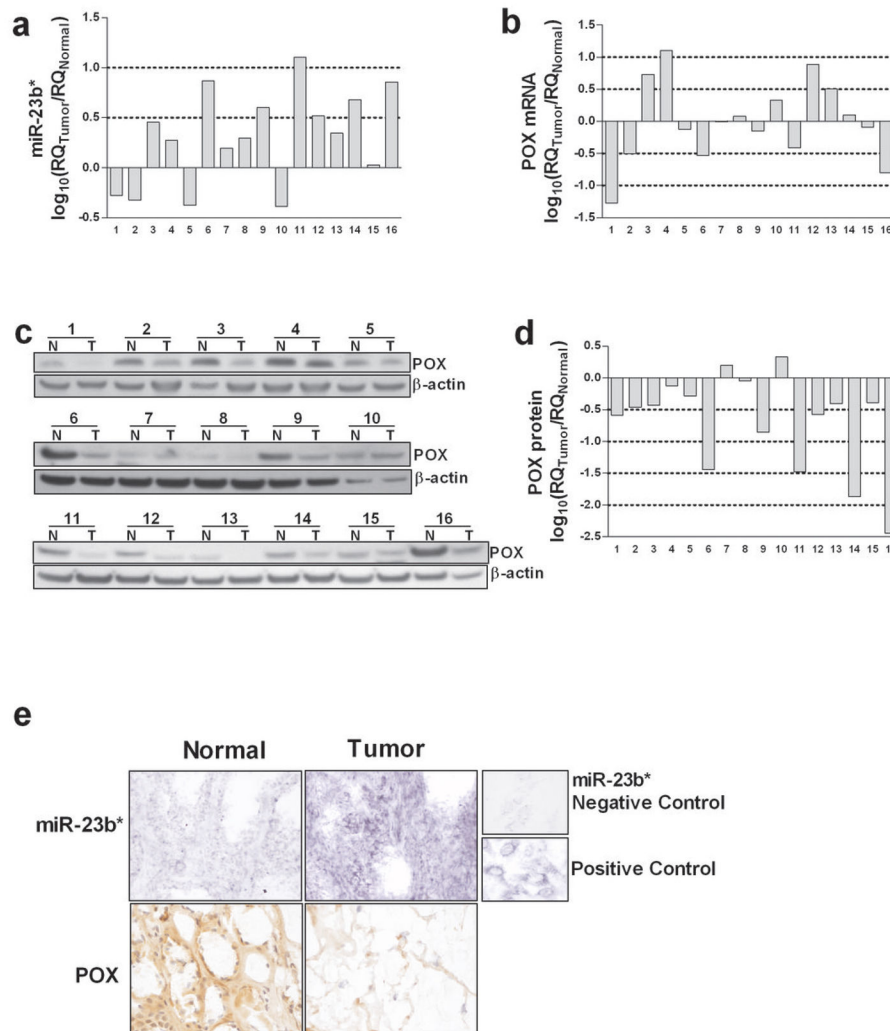 a
miR-23b*
log10(RQTumor/RQNormal)
1.5
1.0
0.5
0.0
-0.5
1 2 3 4 5 6 7 8 9 10 11 12 13 14 15 16
b
POX mRNA
log10(RQTumor/RQNormal)
1.5
1.0
0.5
0.0
-0.5
-1.0
-1.5
1 2 3 4 5 6 7 8 9 10 11 12 13 14 15 16
c
1 2 3 4 5
N T N T N T N T N T
POX
β-actin
6 7 8 9 10
N T N T N T N T N T
POX
β-actin
11 12 13 14 15 16
N T N T N T N T N T N T
POX
β-actin
d
POX protein
log10(RQTumor/RQNormal)
0.5
0.0
-0.5
-1.0
-1.5
-2.0
-2.5
1 2 3 4 5 6 7 8 9 10 11 12 13 14 15 1
e
Normal Tumor
miR-23b*
miR-23b*
Negative Control
Positive Control
POX